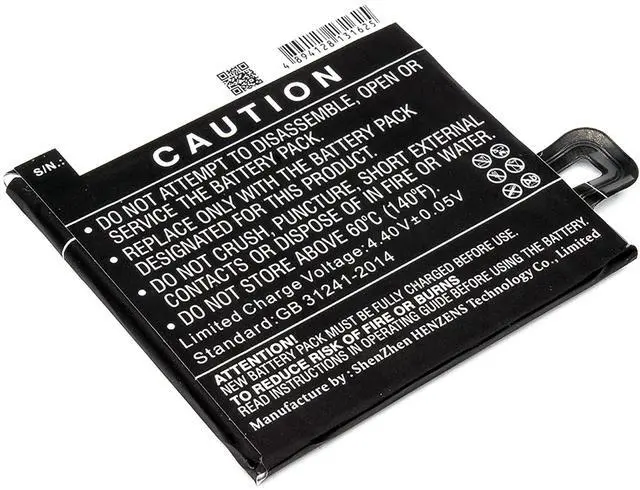 4 894128 131625
S/N.:
CAUTION
• DO NOT ATTEMPT TO DISASSEMBLE, OPEN OR
SERVICE THE BATTERY PACK.
• REPLACE ONLY WITH THE BATTERY PACK
DESIGNATED FOR THIS PRODUCT.
• DO NOT CRUSH, PUNCTURE, SHORT EXTERNAL
CONTACTS OR DISPOSE OF IN FIRE OR WATER.
• DO NOT STORE ABOVE 60℃ (140℉).
Limited Charge Voltage:4.40V±0.05V
Standard:GB 31241-2014
ATTENTION!
NEW BATTERY PACK MUST BE FULLY CHARGED BEFORE USE.
TO REDUCE RISK OF FIRE OR BURNS
READ INSTRUCTIONS IN OPERATING GUIDE BEFORE USING BATTERY.
Manufacture by : ShenZhen HENZENS Technology Co., Limited